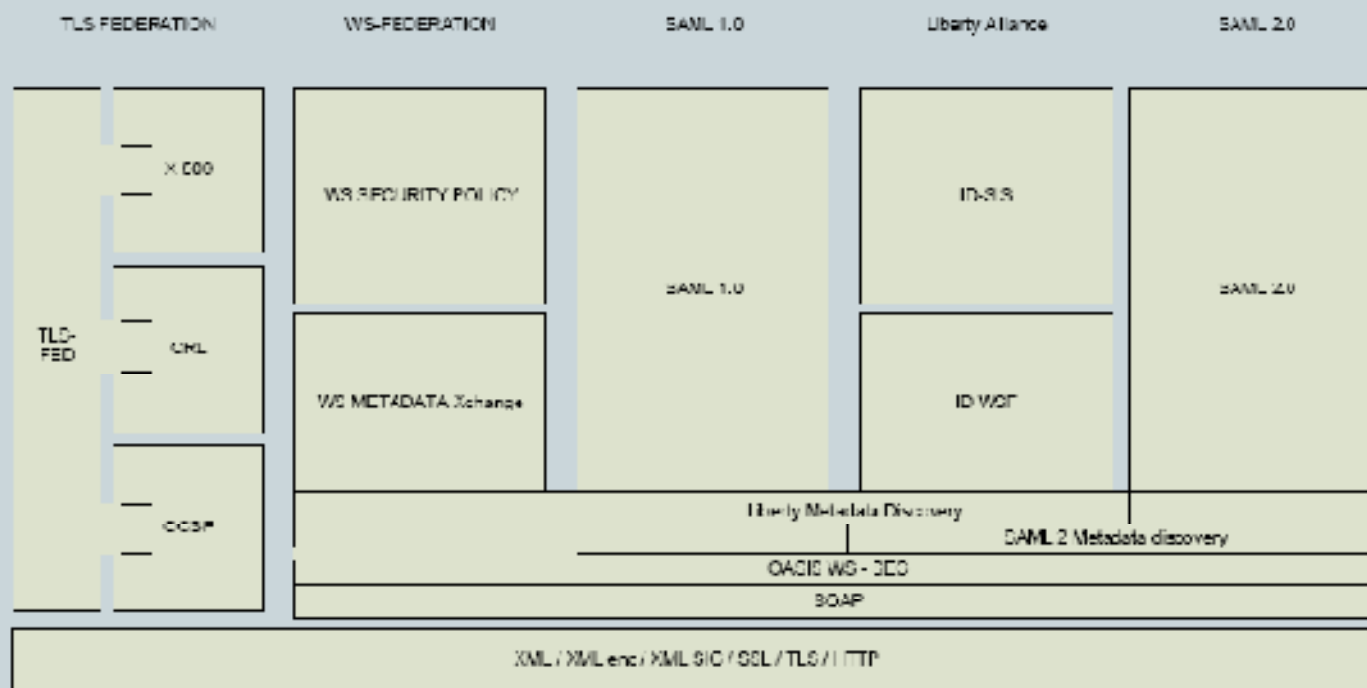 TLS FEDERATION
WS-FEDERATION
SAML 1.0
Liberty Alliance
SAML 2.0
X.509
WS SECURITY POLICY
ID-SIS
SAML 1.0
SAML 2.0
TLS-
FED
CRL
WS METADATA Xchange
ID WSF
Liberty Metadata Discovery
OCSP
SAML 2 Metadata discovery
OASIS WS - SEC
SOAP
XML / XML enc / XML SIG / SSL / TLS / HTTP